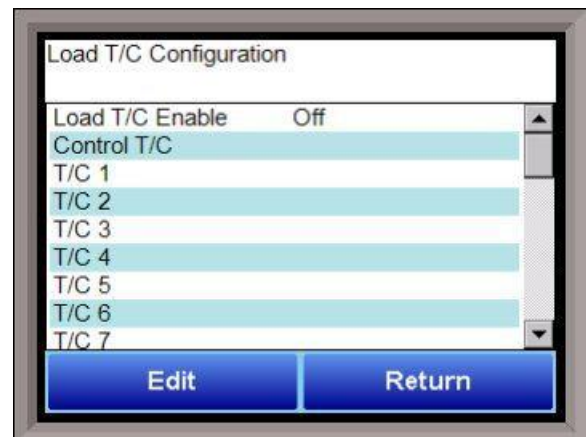 Load T/C Configuration
Load T/C Enable Off
Control T/C
T/C 1
T/C 2
T/C 3
T/C 4
T/C 5
T/C 6
T/C 7
Edit Return